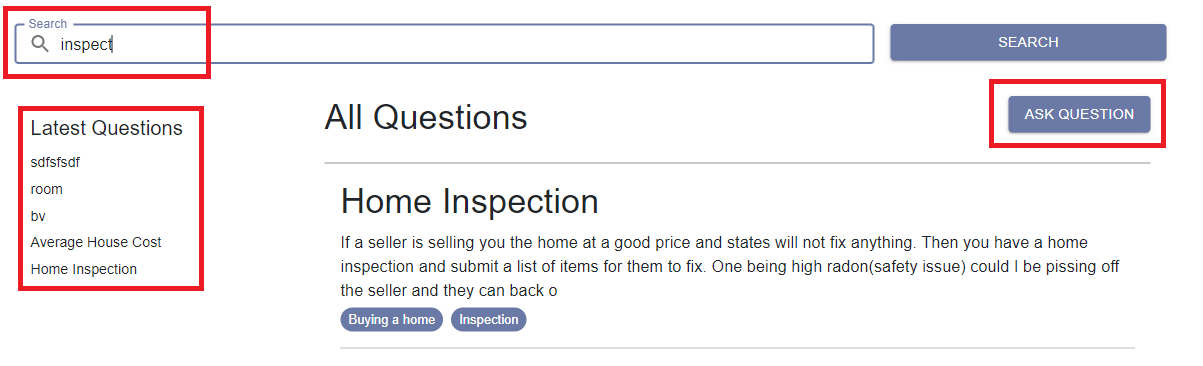 Search
inspect
SEARCH
Latest Questions
sdfsfsdf
room
bv
Average House Cost
Home Inspection
All Questions
ASK QUESTION
Home Inspection
If a seller is selling you the home at a good price and states will not fix anything. Then you have a home
inspection and submit a list of items for them to fix. One being high radon(safety issue) could I be pissing off
the seller and they can back o
Buying a home Inspection